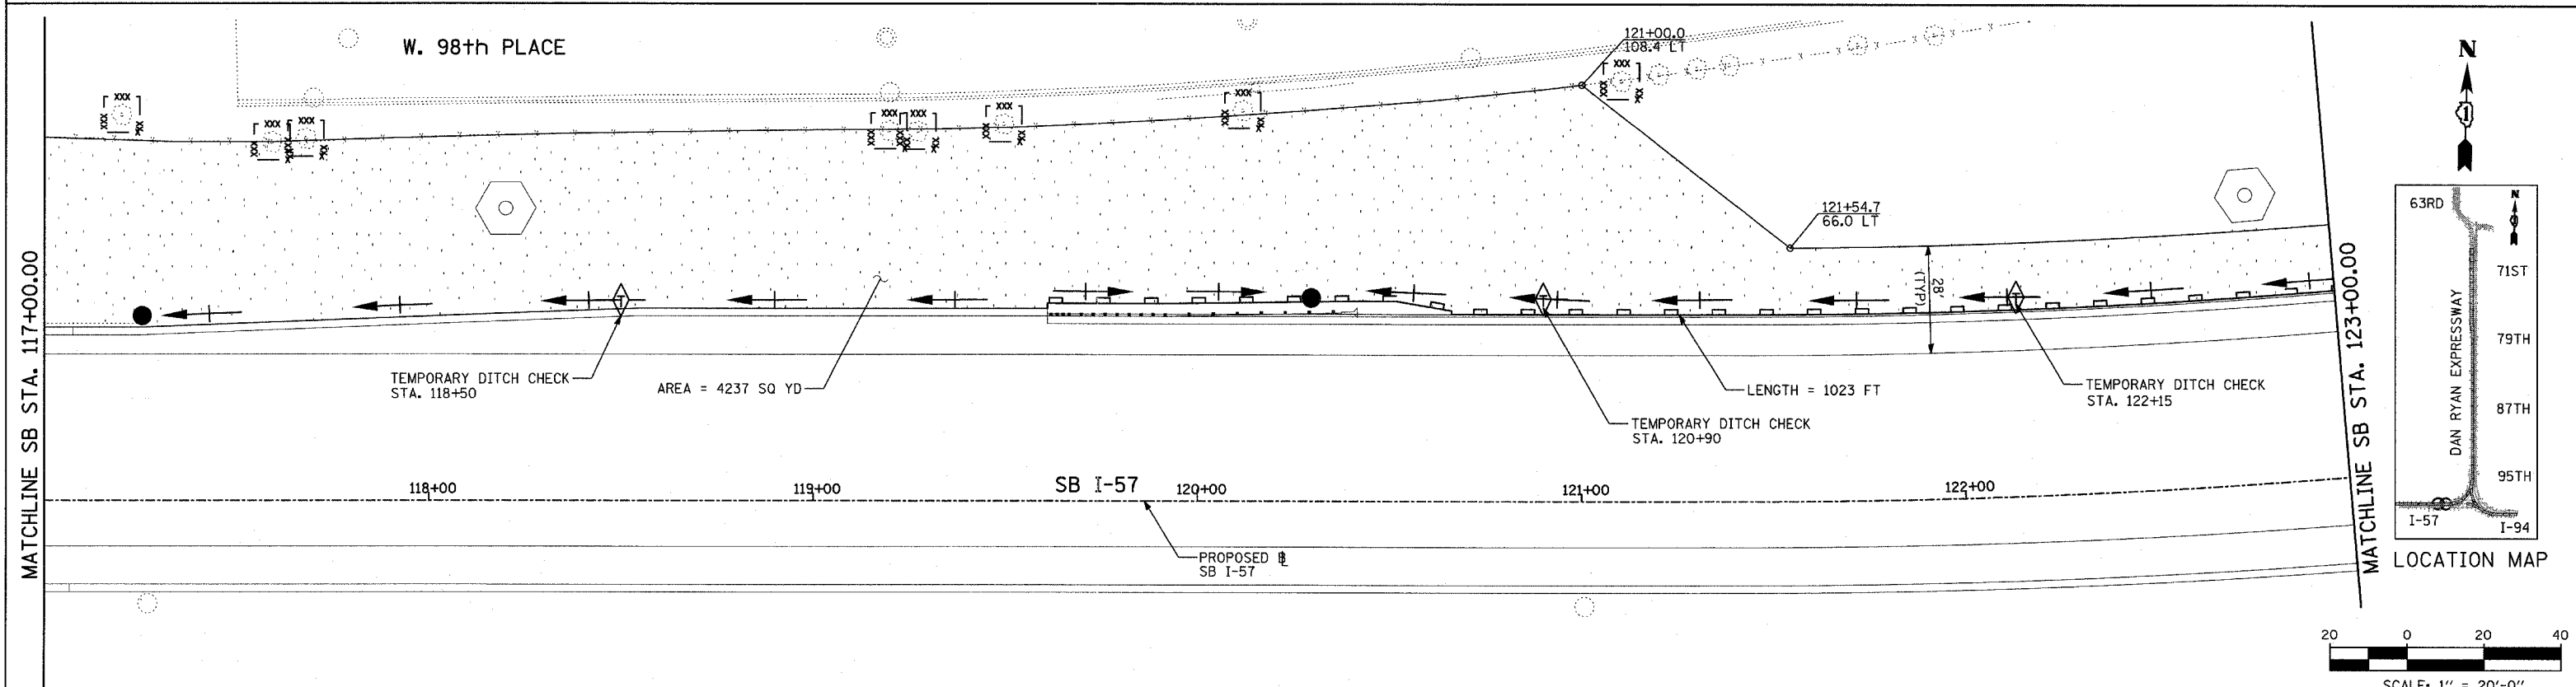 W. 98th PLACE
121+00.0
108.4 LT
121+54.7
66.0 LT
28'
(TYP)
MATCHLINE SB STA. 117+00.00
TEMPORARY DITCH CHECK
STA. 118+50
AREA = 4237 SQ YD
LENGTH = 1023 FT
TEMPORARY DITCH CHECK
STA. 120+90
TEMPORARY DITCH CHECK
STA. 122+15
118+00
119+00
SB I-57
120+00
121+00
122+00
PROPOSED ℄
SB I-57
MATCHLINE SB STA. 123+00.00
N
63RD
N
71ST
79TH
DAN RYAN EXPRESSWAY
87TH
95TH
I-57
I-94
LOCATION MAP
20 0 20 40
SCALE: 1" = 20'-0"